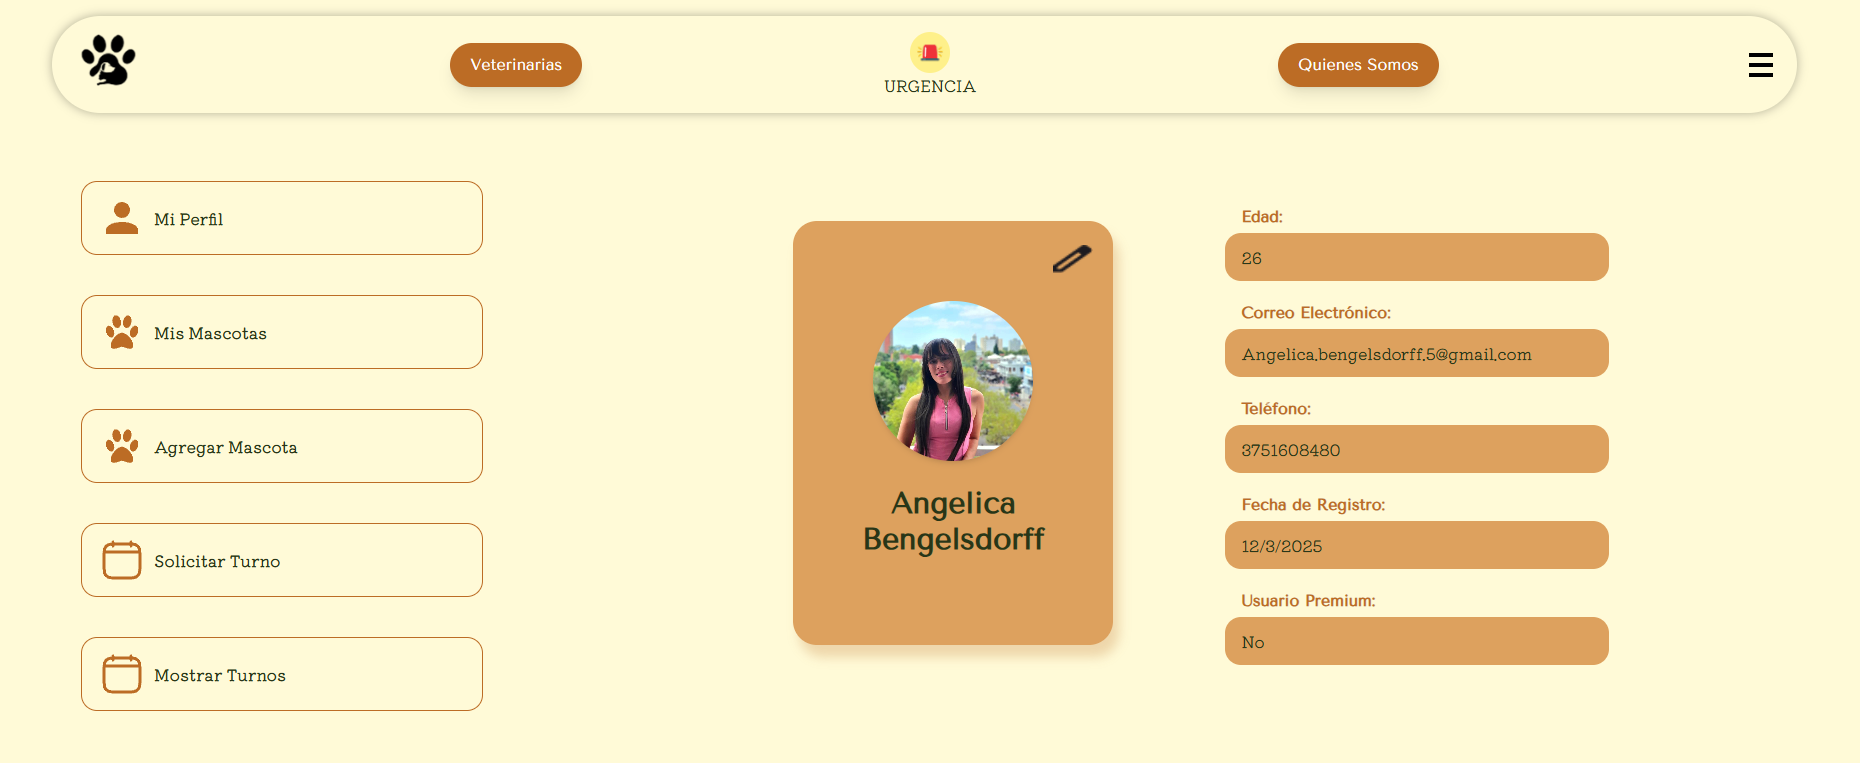 Veterinarias
URGENCIA
Quienes Somos
Mi Perfil
Mis Mascotas
Agregar Mascota
Solicitar Turno
Mostrar Turnos
Angelica
Bengelsdorff
Edad:
26
Correo Electrónico:
Angelica.bengelsdorff.5@gmail.com
Teléfono:
3751608480
Fecha de Registro:
12/3/2025
Usuario Premium:
No